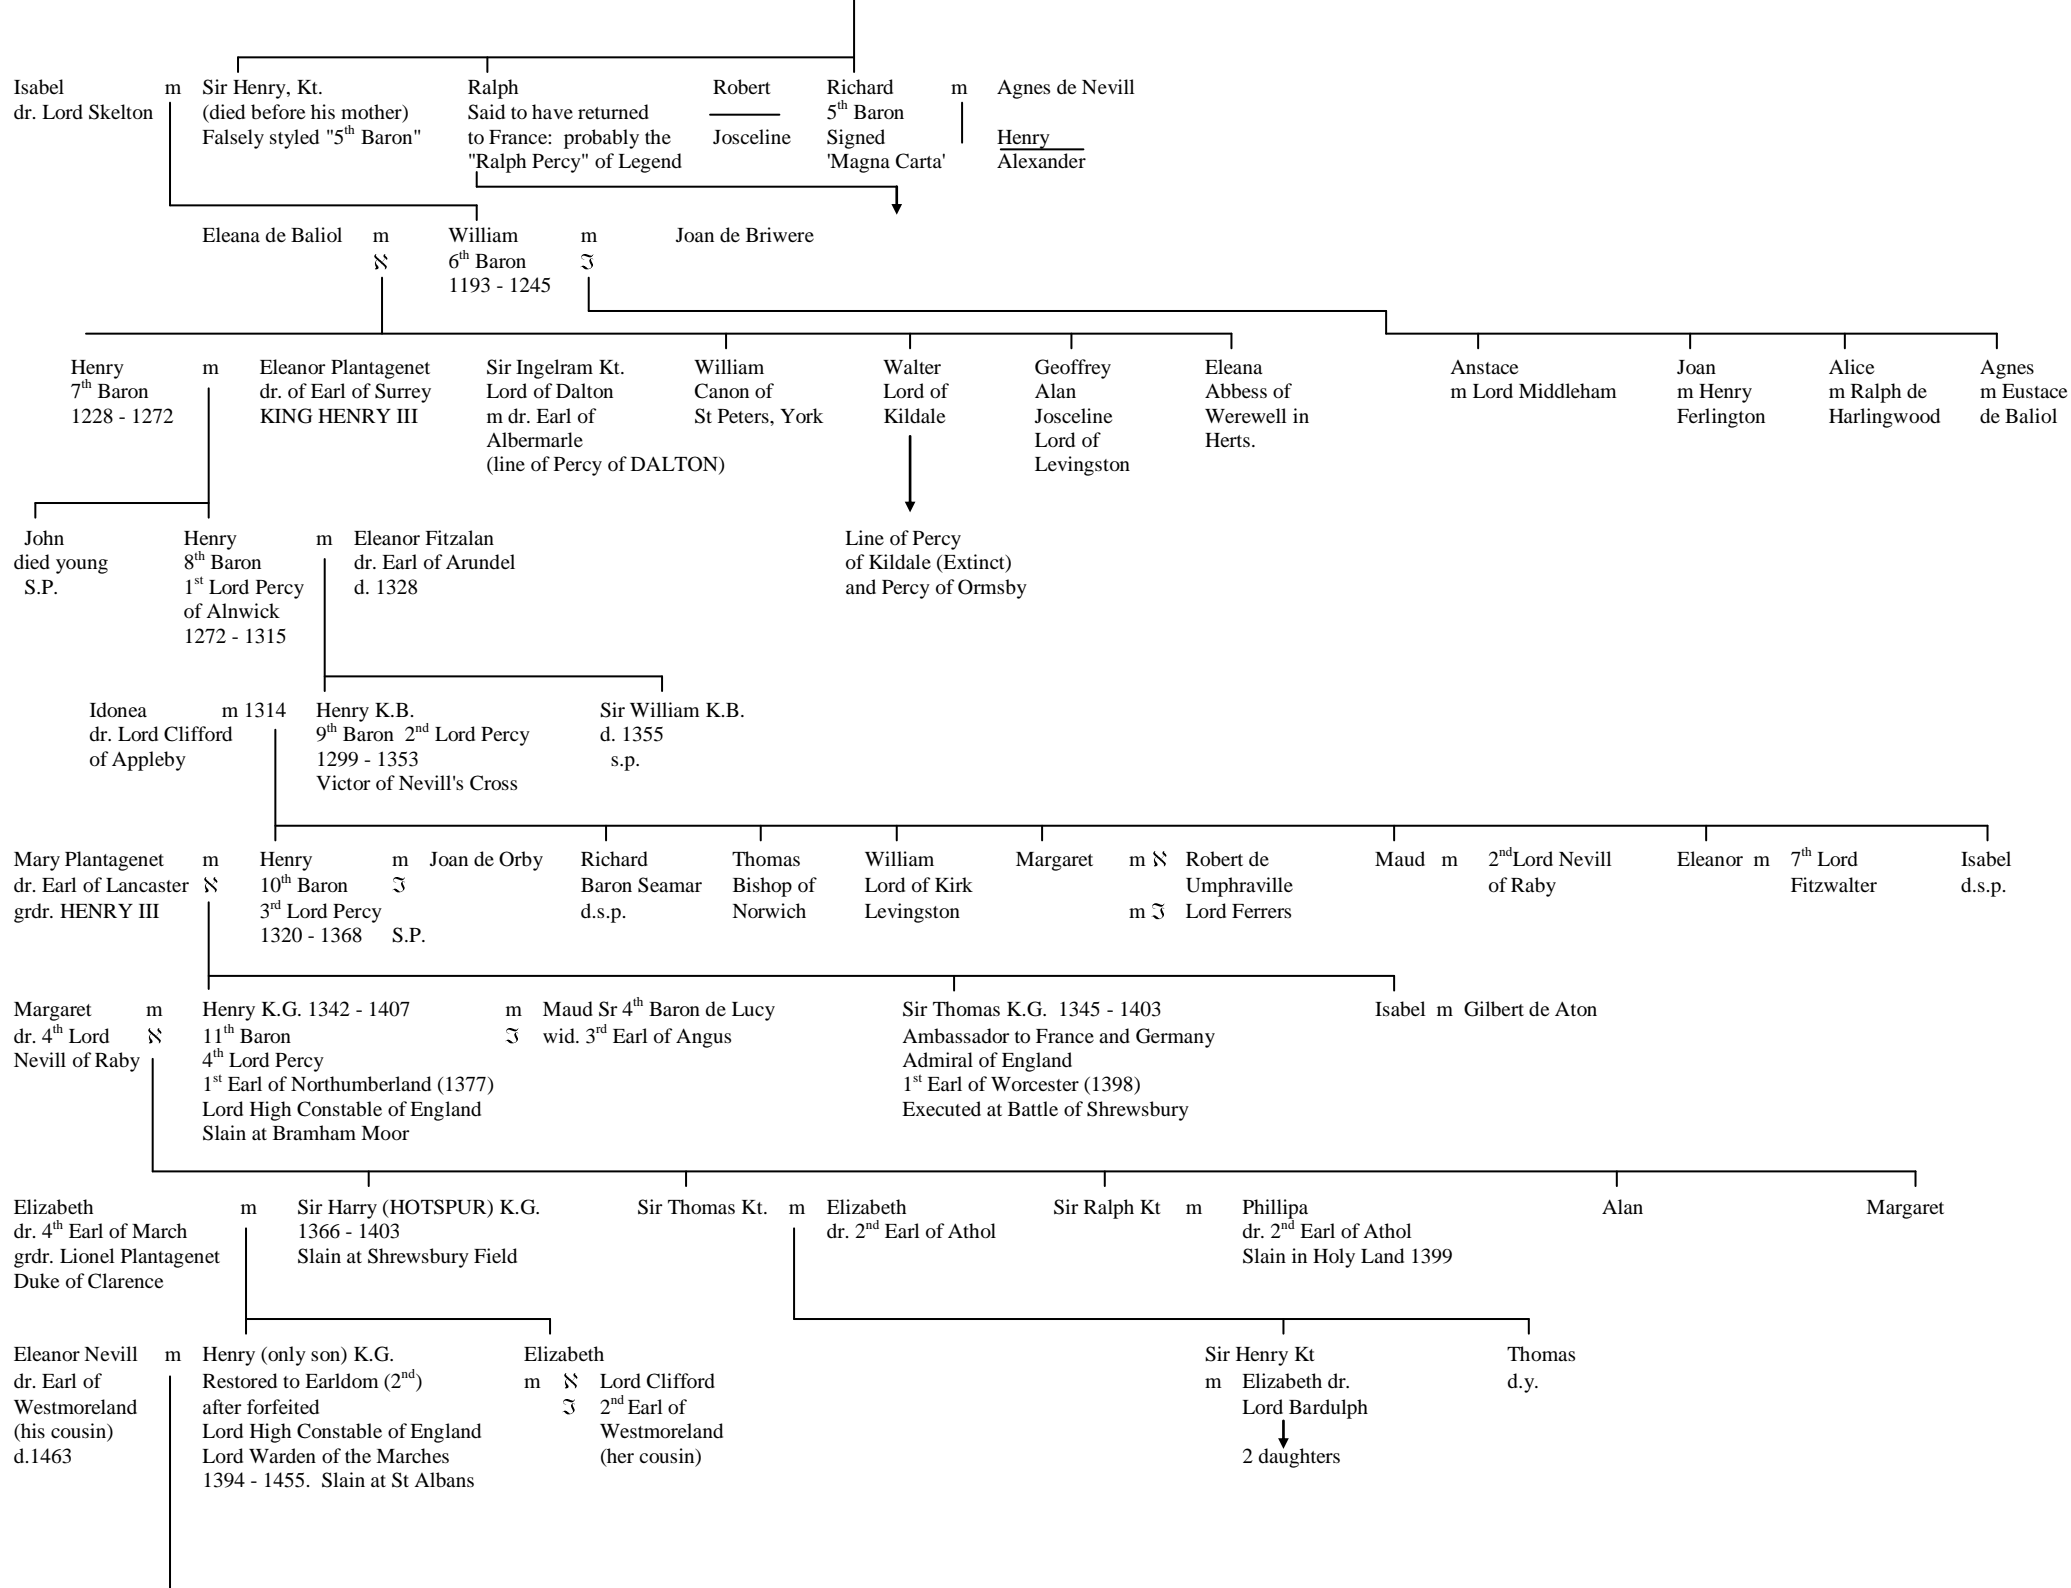 Isabel m Sir Henry, Kt. Ralph Robert Richard m Agnes de Nevill
dr. Lord Skelton (died before his mother) Said to have returned 5th Baron
Falsely styled "5th Baron" to France: probably the Josceline Signed Henry
"Ralph Percy" of Legend 'Magna Carta' Alexander
Eleana de Baliol m William m Joan de Briwere
ℵ 6th Baron ℑ
1193 - 1245
Henry m Eleanor Plantagenet Sir Ingelram Kt. William Walter Geoffrey Eleana Anstace Joan Alice Agnes
7th Baron dr. of Earl of Surrey Lord of Dalton Canon of Lord of Alan Abbess of m Lord Middleham m Henry m Ralph de m Eustace
1228 - 1272 KING HENRY III m dr. Earl of St Peters, York Kildale Josceline Werewell in Ferlington Harlingwood de Baliol
Albermarle Lord of Herts.
(line of Percy of DALTON) Levingston
John Henry m Eleanor Fitzalan Line of Percy
died young 8th Baron dr. Earl of Arundel of Kildale (Extinct)
S.P. 1st Lord Percy d. 1328 and Percy of Ormsby
of Alnwick
1272 - 1315
Idonea m 1314 Henry K.B. Sir William K.B.
dr. Lord Clifford 9th Baron 2nd Lord Percy d. 1355
of Appleby 1299 - 1353 s.p.
Victor of Nevill's Cross
Mary Plantagenet m Henry m Joan de Orby Richard Thomas William Margaret m ℵ Robert de Maud m 2nd Lord Nevill Eleanor m 7th Lord Isabel
dr. Earl of Lancaster ℵ 10th Baron ℑ Baron Seamar Bishop of Lord of Kirk Umphraville of Raby Fitzwalter d.s.p.
grdr. HENRY III 3rd Lord Percy d.s.p. Norwich Levingston m ℑ Lord Ferrers
1320 - 1368 S.P.
Margaret m Henry K.G. 1342 - 1407 m Maud Sr 4th Baron de Lucy Sir Thomas K.G. 1345 - 1403 Isabel m Gilbert de Aton
dr. 4th Lord ℵ 11th Baron ℑ wid. 3rd Earl of Angus Ambassador to France and Germany
Nevill of Raby 4th Lord Percy Admiral of England
1st Earl of Northumberland (1377) 1st Earl of Worcester (1398)
Lord High Constable of England Executed at Battle of Shrewsbury
Slain at Bramham Moor
Elizabeth m Sir Harry (HOTSPUR) K.G. Sir Thomas Kt. m Elizabeth Sir Ralph Kt m Phillipa Alan Margaret
dr. 4th Earl of March 1366 - 1403 dr. 2nd Earl of Athol dr. 2nd Earl of Athol
grdr. Lionel Plantagenet Slain at Shrewsbury Field Slain in Holy Land 1399
Duke of Clarence
Eleanor Nevill m Henry (only son) K.G. Elizabeth Sir Henry Kt Thomas
dr. Earl of Restored to Earldom (2nd) m ℵ Lord Clifford m Elizabeth dr. d.y.
Westmoreland after forfeited ℑ 2nd Earl of Lord Bardulph
(his cousin) Lord High Constable of England Westmoreland
d.1463 Lord Warden of the Marches (her cousin) 2 daughters
1394 - 1455. Slain at St Albans